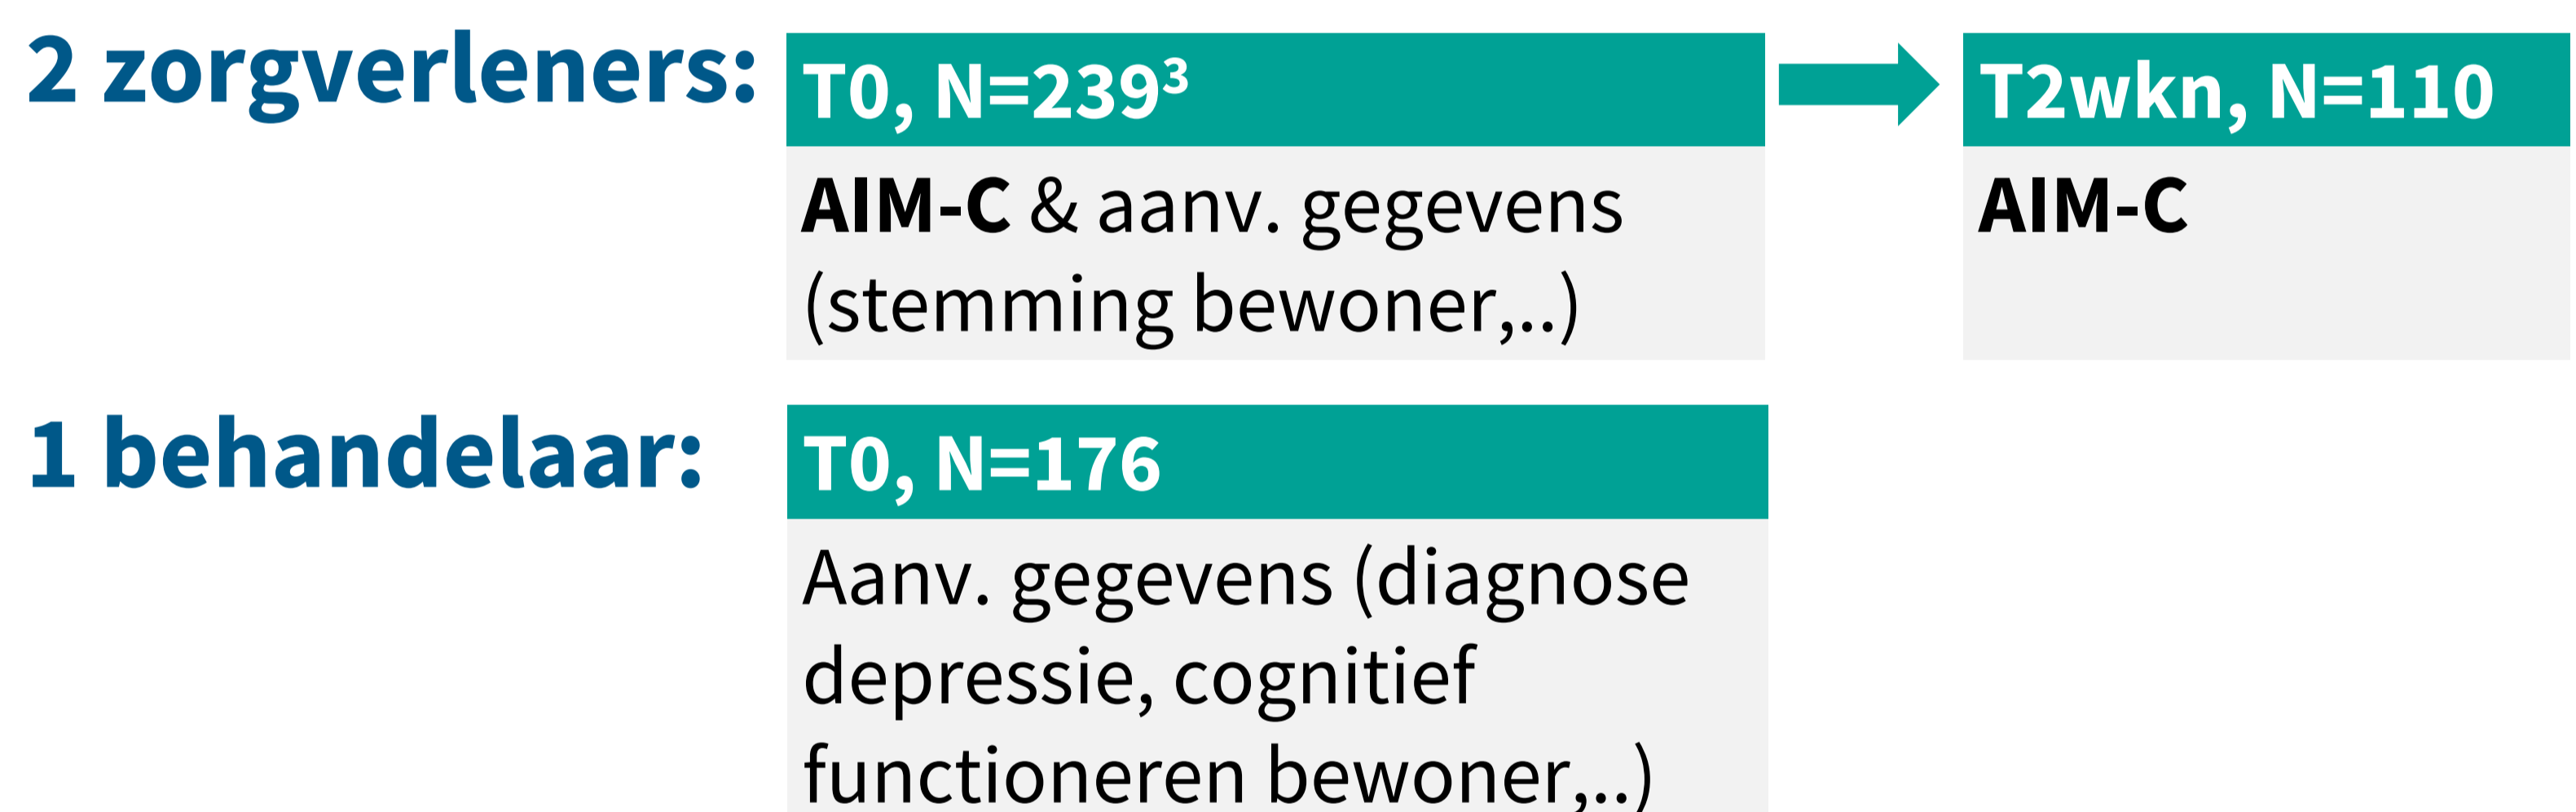 2 zorgverleners:
T0, N=239³
T2wkn, N=110
AIM-C & aanv. gegevens
(stemming bewoner,..)
AIM-C
1 behandelaar:
T0, N=176
Aanv. gegevens (diagnose
depressie, cognitief
functioneren bewoner,..)